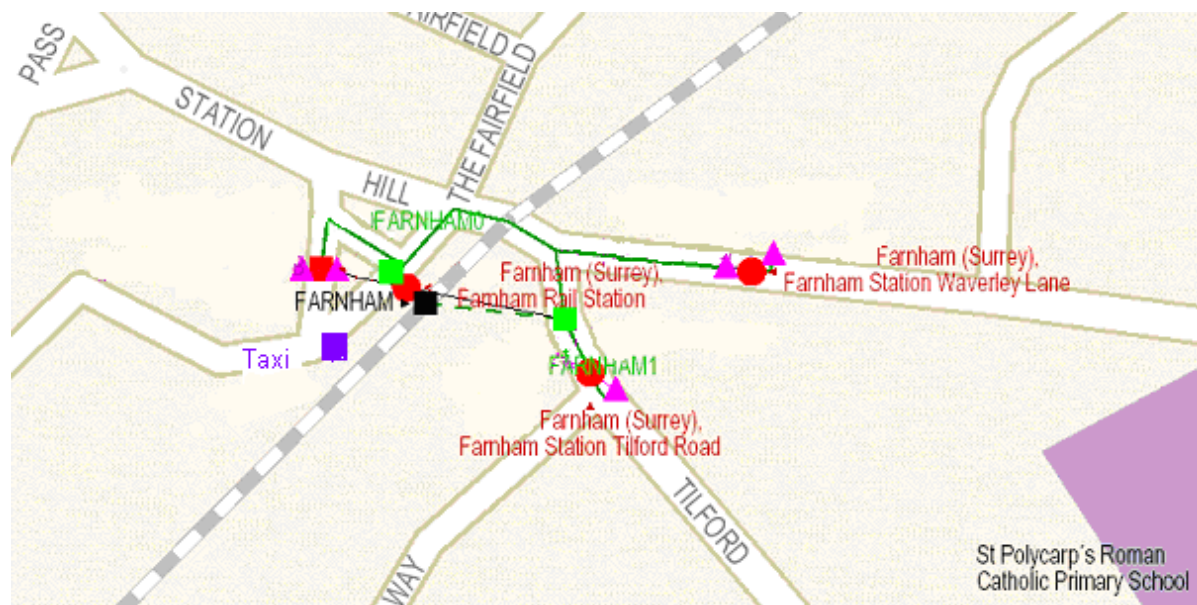 FAIRFIELD
PASS
STATION
THE FAIRFIELD
HILL
FARNHAM0
Farnham (Surrey),
Farnham Rail Station
Farnham (Surrey),
Farnham Station Waverley Lane
FARNHAM
Taxi
FARNHAM1
Farnham (Surrey),
Farnham Station Tilford Road
TILFORD
WAY
St Polycarp's Roman
Catholic Primary School